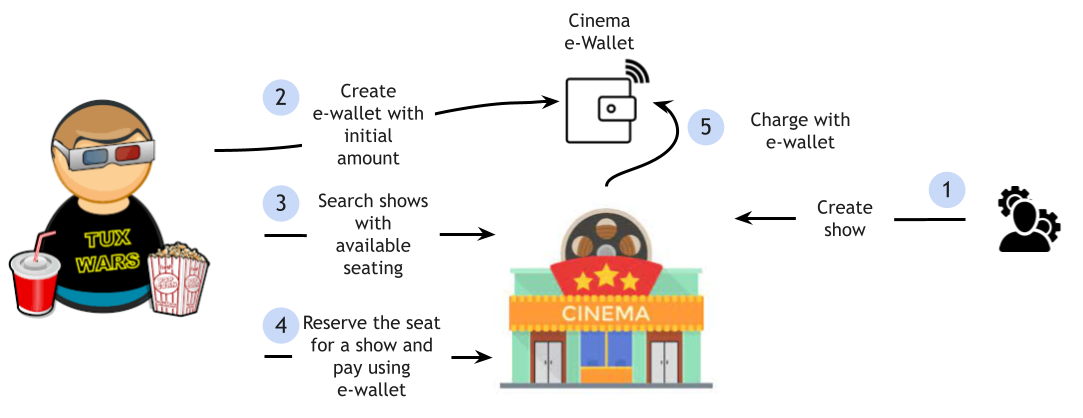 Cinema
e-Wallet
2
Create
e-wallet with
initial
amount
5
Charge with
e-wallet
1
Create
show
3
Search shows
with
available
seating
TUX
WARS
CINEMA
4
Reserve the seat
for a show and
pay using
e-wallet